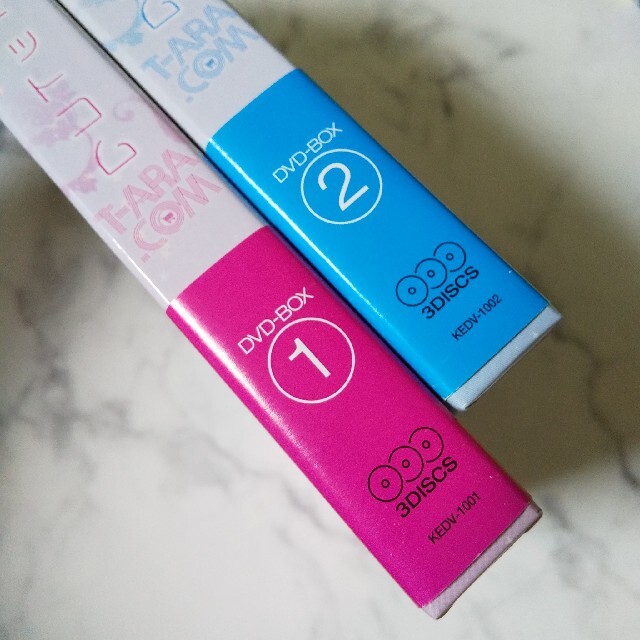 T-ARA
.COM
DVD-BOX
1
3DISCS
KEDV-1001
T-ARA
.COM
DVD-BOX
2
3DISCS
KEDV-1002